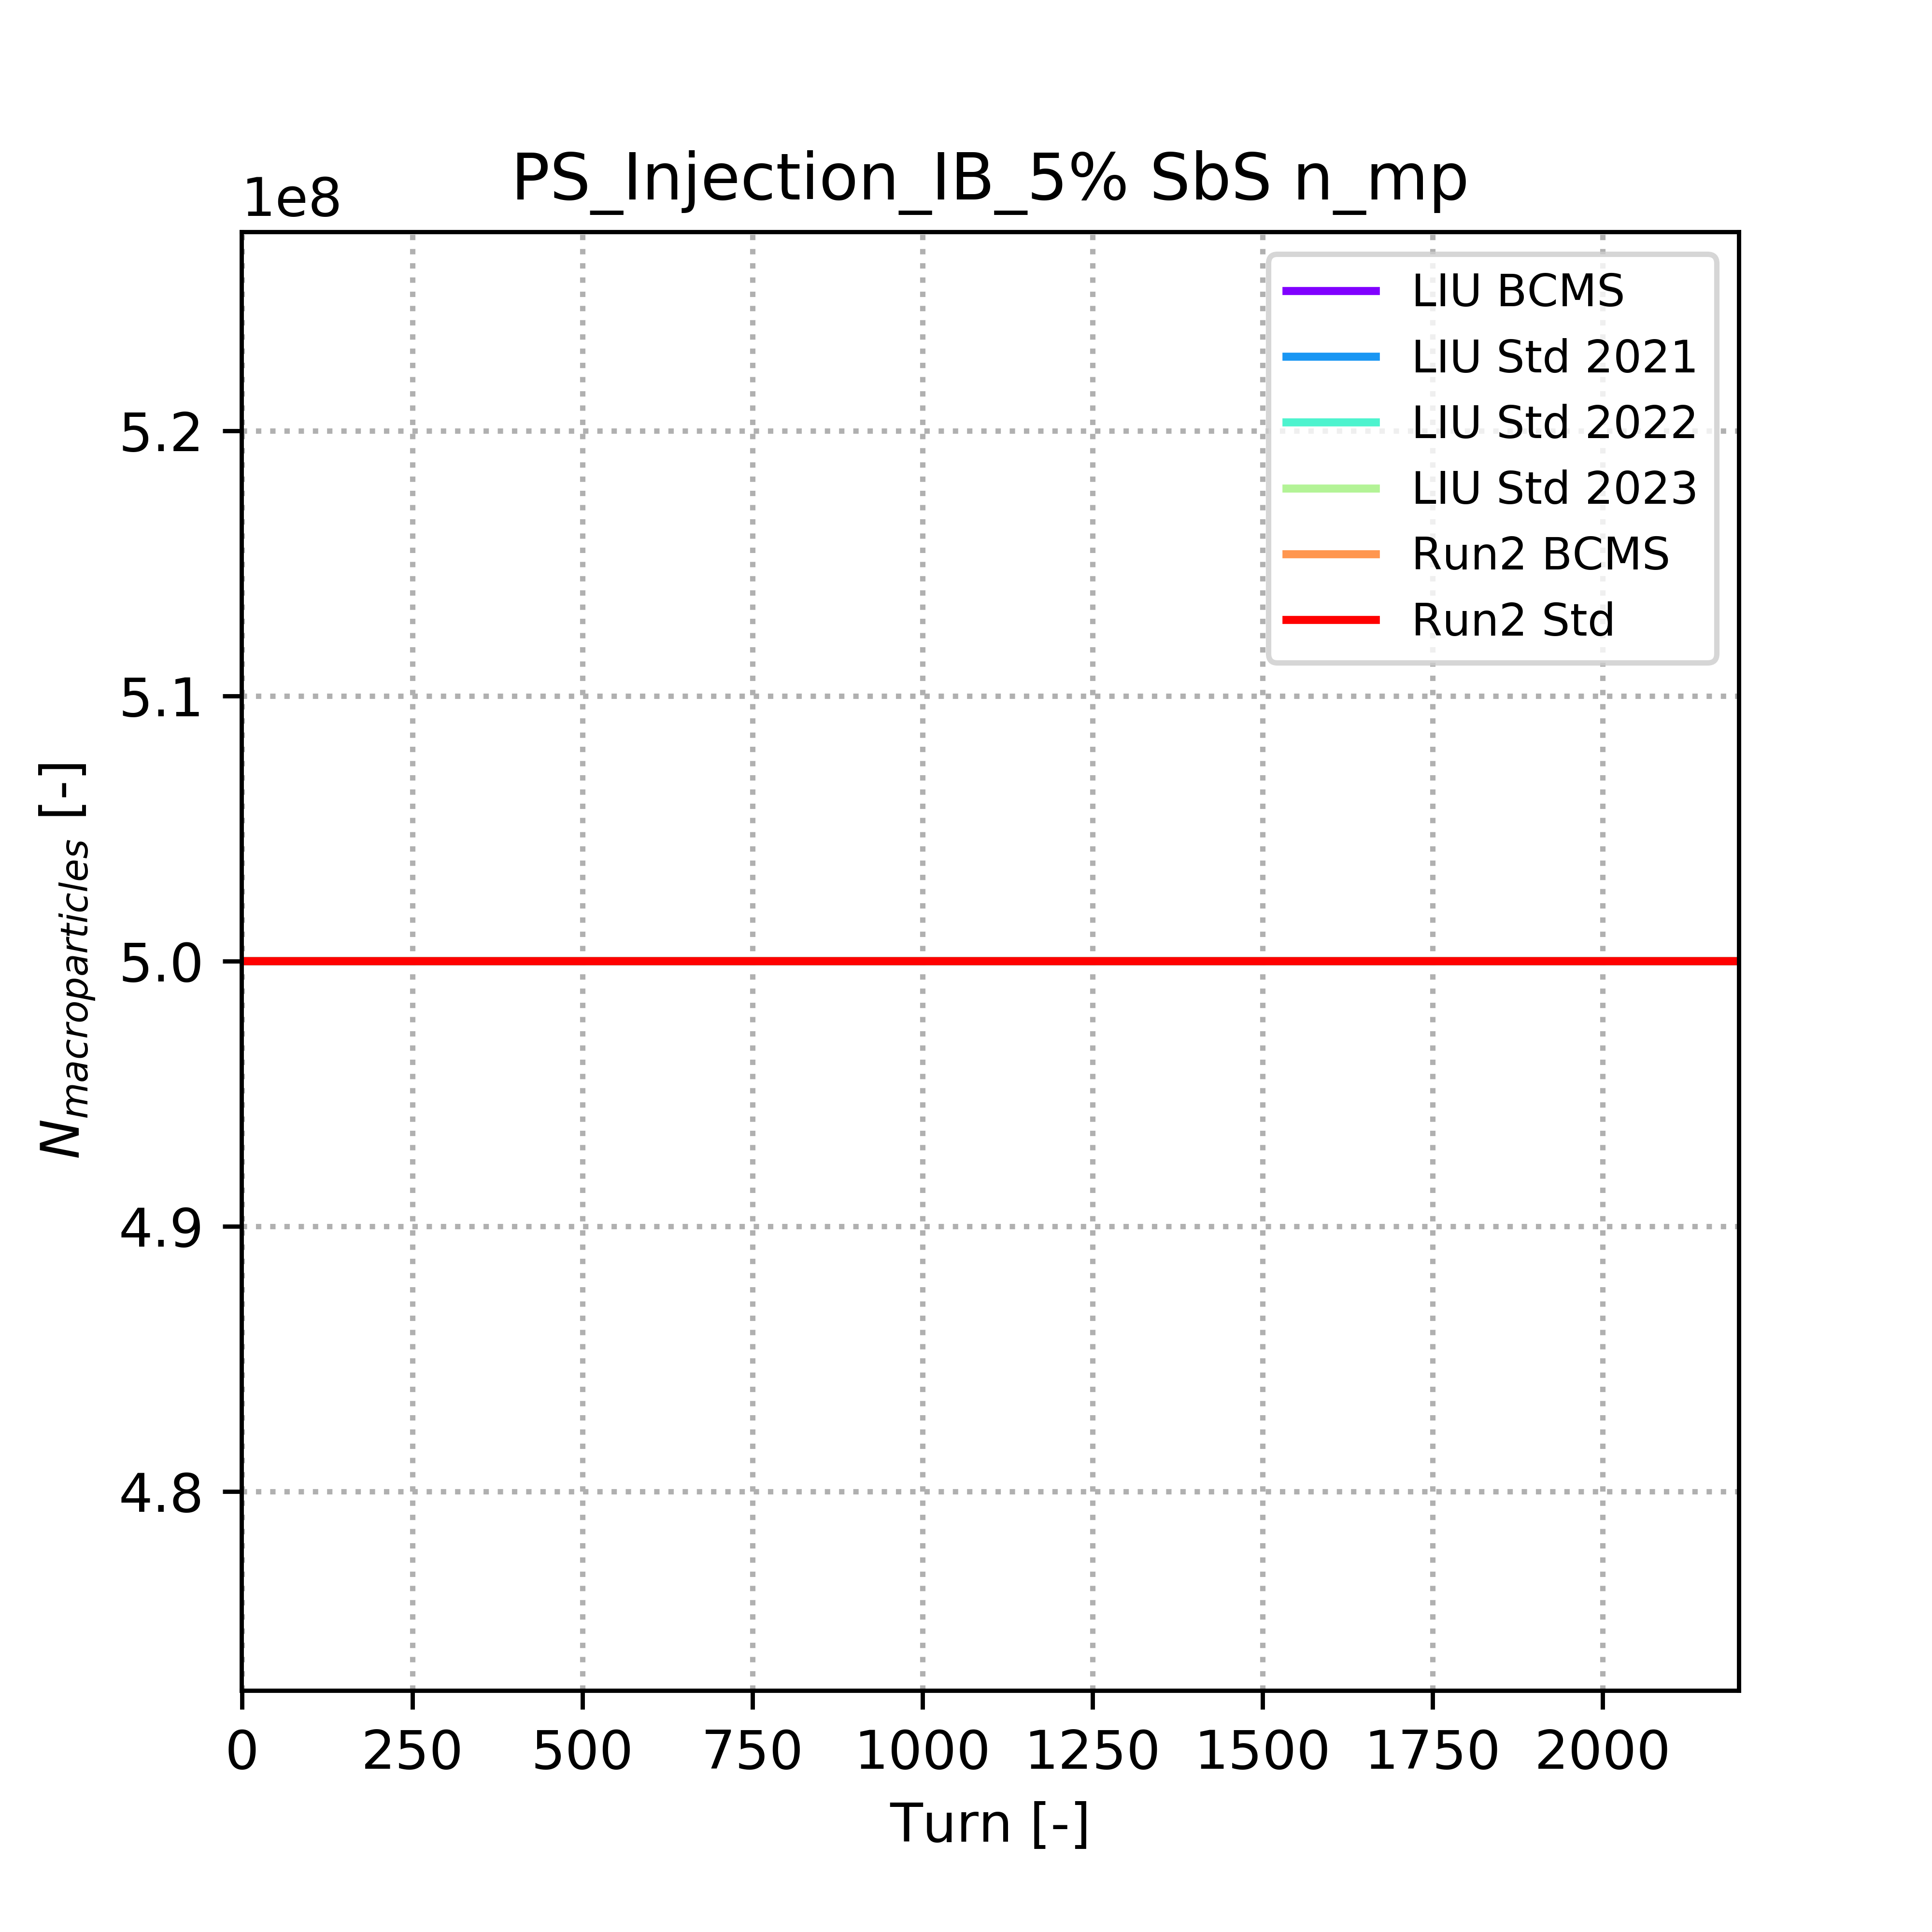 PS_Injection_IB_5% SbS n_mp
1e8
LIU BCMS
LIU Std 2021
LIU Std 2022
LIU Std 2023
Run2 BCMS
Run2 Std
5.2
5.1
5.0
4.9
4.8
N_macroparticles [-]
0 250 500 750 1000 1250 1500 1750 2000
Turn [-]